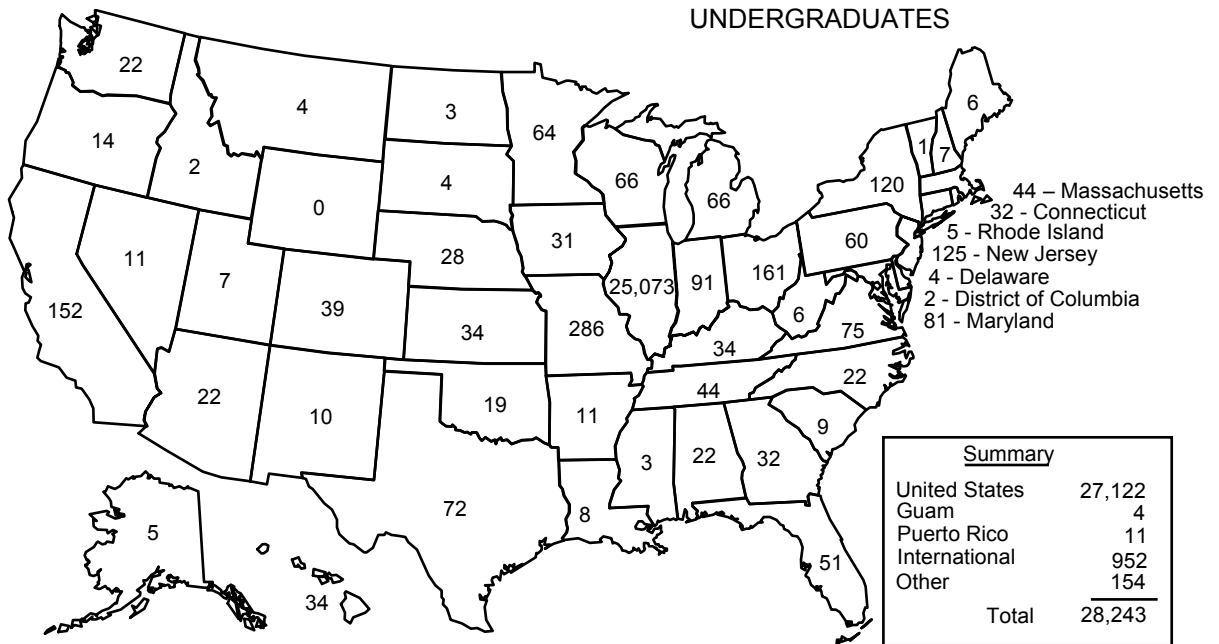 UNDERGRADUATES
22
4
3
64
6
14
2
4
66
66
120
1
7
44 – Massachusetts
32 - Connecticut
5 - Rhode Island
125 - New Jersey
4 - Delaware
2 - District of Columbia
81 - Maryland
0
31
60
11
7
28
25,073
91
161
152
39
34
286
6
75
34
22
10
19
11
44
22
9
72
8
3
22
32
51
5
34
Summary
United States 27,122
Guam 4
Puerto Rico 11
International 952
Other 154
Total 28,243